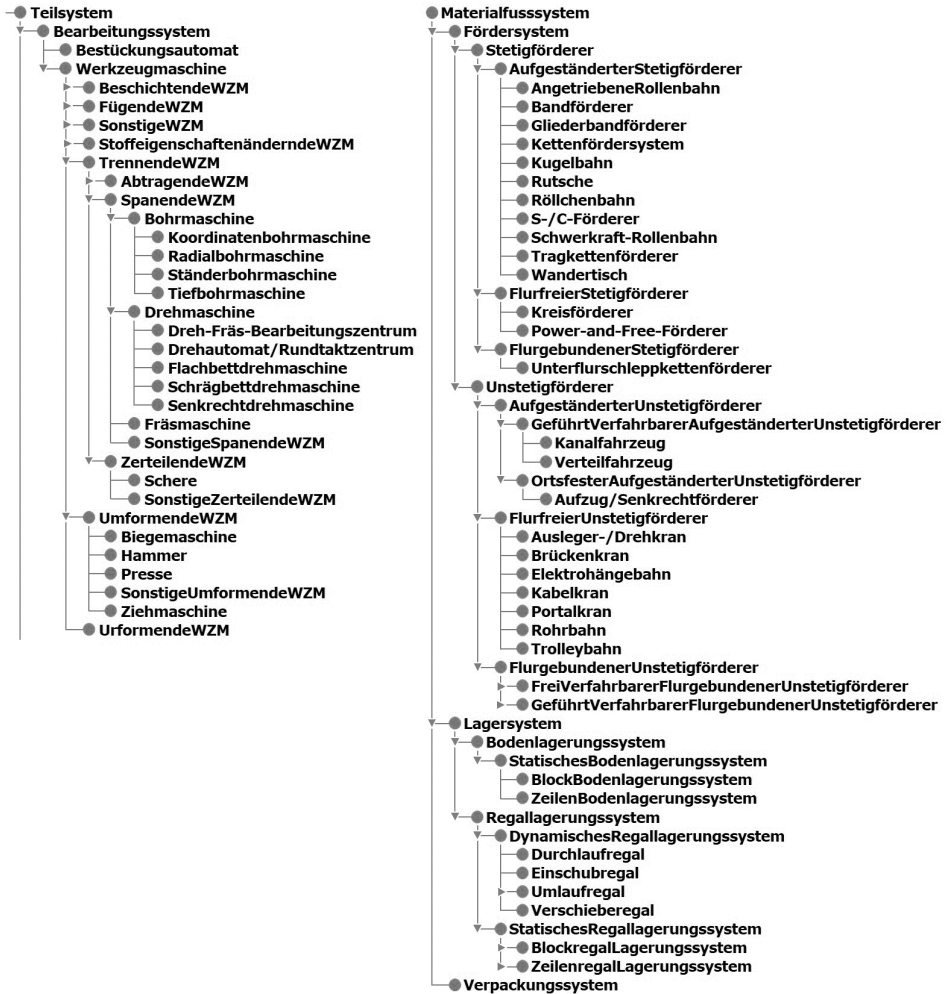 Teilsystem
Bearbeitungssystem
Bestückungsautomat
Werkzeugmaschine
BeschichtendeWZM
FügendeWZM
SonstigeWZM
StoffeigenschaftenänderndeWZM
TrennendeWZM
AbtragendeWZM
SpanendeWZM
Bohrmaschine
Koordinatenbohrmaschine
Radialbohrmaschine
Ständerbohrmaschine
Tiefbohrmaschine
Drehmaschine
Dreh-Fräs-Bearbeitungszentrum
Drehautomat/Rundtaktzentrum
Flachbettdrehmaschine
Schrägbettdrehmaschine
Senkrechtdrehmaschine
Fräsmaschine
SonstigeSpanendeWZM
ZerteilendeWZM
Schere
SonstigeZerteilendeWZM
UmformendeWZM
Biegemaschine
Hammer
Presse
SonstigeUmformendeWZM
Ziehmaschine
UrformendeWZM
Materialfusssystem
Fördersystem
Stetigförderer
AufgeständerterStetigförderer
AngetriebeneRollenbahn
Bandförderer
Gliederbandförderer
Kettenfördersystem
Kugelbahn
Rutsche
Röllchenbahn
S-/C-Förderer
Schwerkraft-Rollenbahn
Tragkettenförderer
Wandertisch
FlurfreierStetigförderer
Kreisförderer
Power-and-Free-Förderer
FlurgebundenerStetigförderer
Unterflurschleppkettenförderer
Unstetigförderer
AufgeständerterUnstetigförderer
GeführtVerfahrbarerAufgeständerterUnstetigförderer
Kanalfahrzeug
Verteilfahrzeug
OrtsfesterAufgeständerterUnstetigförderer
Aufzug/Senkrechtförderer
FlurfreierUnstetigförderer
Ausleger-/Drehkran
Brückenkran
Elektrohängebahn
Kabelkran
Portalkran
Rohrbahn
Trolleybahn
FlurgebundenerUnstetigförderer
FreiVerfahrbarerFlurgebundenerUnstetigförderer
GeführtVerfahrbarerFlurgebundenerUnstetigförderer
Lagersystem
Bodenlagerungssystem
StatischesBodenlagerungssystem
BlockBodenlagerungssystem
ZeilenBodenlagerungssystem
Regallagerungssystem
DynamischesRegallagerungssystem
Durchlaufregal
Einschubregal
Umlaufregal
Verschieberegal
StatischesRegallagerungssystem
BlockregalLagerungssystem
ZeilenregalLagerungssystem
Verpackungssystem